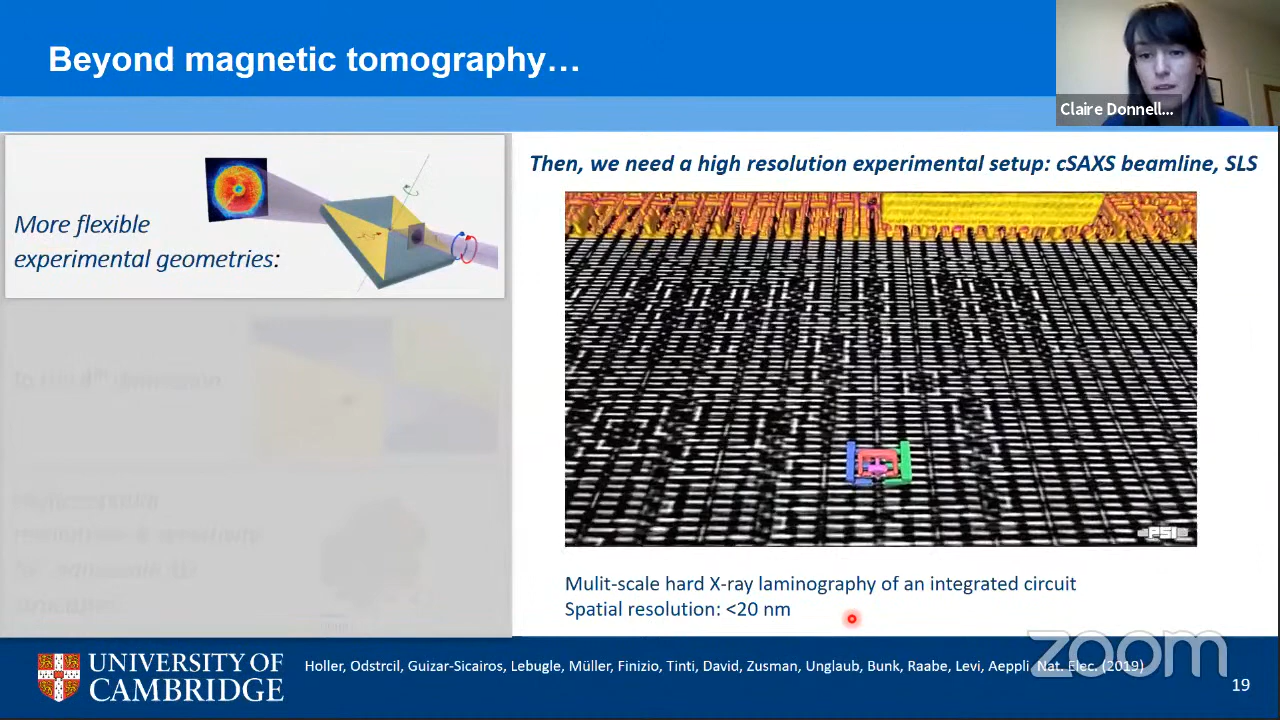 Beyond magnetic tomography…
Claire Donnell...
More flexible
experimental geometries:
Then, we need a high resolution experimental setup: cSAXS beamline, SLS
PSI
Mulit-scale hard X-ray laminography of an integrated circuit
Spatial resolution: <20 nm
UNIVERSITY OF
CAMBRIDGE
Holler, Odstrcil, Guizar-Sicairos, Lebugle, Müller, Finizio, Tinti, David, Zusman, Unglaub, Bunk, Raabe, Levi, Aeppli, Nat. Elec. (2019)
zoom
19